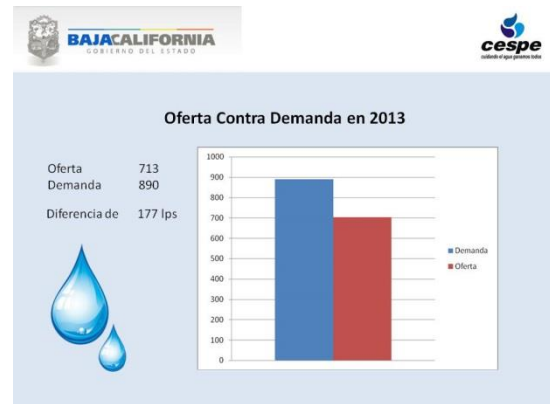 BAJACALIFORNIA
GOBIERNO DEL ESTADO
cespe
cuidando el agua ganamos todos
Oferta Contra Demanda en 2013
Oferta 713
Demanda 890
Diferencia de 177 lps
1000
900
800
700
600
500
400
300
200
100
0
Demanda
Oferta